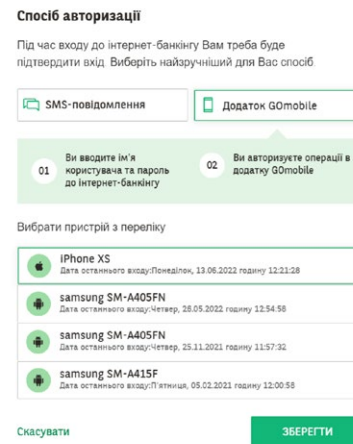 Спосіб авторизації
Під час входу до інтернет-банкінгу Вам треба буде
підтвердити вхід. Виберіть найзручніший для Вас спосіб.
SMS-повідомлення
Додаток GOmobile
01
Ви вводите ім'я
користувача та пароль
до інтернет-банкінгу
02
Ви авторизуєте операції в
додатку GOmobile
Вибрати пристрій з переліку
iPhone XS
Дата останнього входу:Понеділок, 13.06.2022 годину 12:21:28
samsung SM-A405FN
Дата останнього входу:Четвер, 28.05.2022 годину 12:54:58
samsung SM-A405FN
Дата останнього входу:Четвер, 25.11.2021 годину 11:57:32
samsung SM-A415F
Дата останнього входу:П'ятниця, 05.02.2021 годину 12:00:58
Скасувати
ЗБЕРЕГТИ